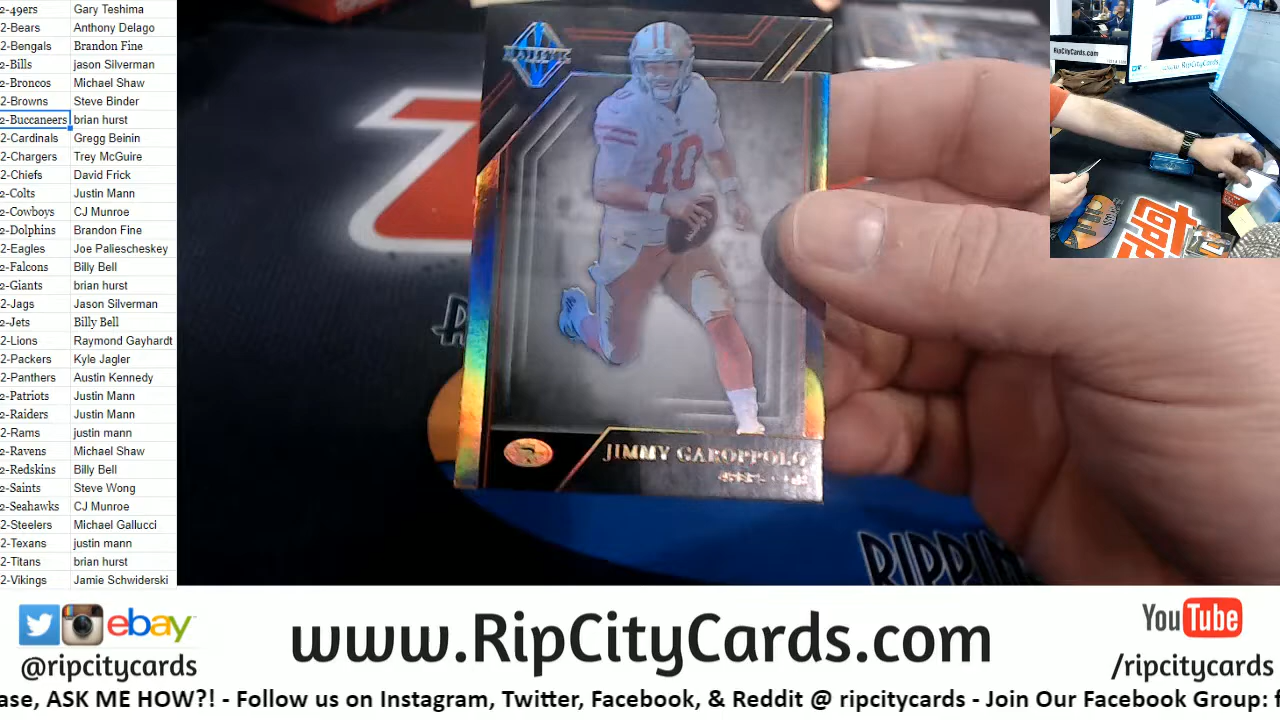 2-49ers Gary Teshima
2-Bears Anthony Delago
2-Bengals Brandon Fine
2-Bills jason Silverman
2-Broncos Michael Shaw
2-Browns Steve Binder
2-Buccaneers brian hurst
2-Cardinals Gregg Beinin
2-Chargers Trey McGuire
2-Chiefs David Frick
2-Colts Justin Mann
2-Cowboys CJ Munroe
2-Dolphins Brandon Fine
2-Eagles Joe Paliescheskey
2-Falcons Billy Bell
2-Giants brian hurst
2-Jags Jason Silverman
2-Jets Billy Bell
2-Lions Raymond Gayhardt
2-Packers Kyle Jagler
2-Panthers Austin Kennedy
2-Patriots Justin Mann
2-Raiders Justin Mann
2-Rams justin mann
2-Ravens Michael Shaw
2-Redskins Billy Bell
2-Saints Steve Wong
2-Seahawks CJ Munroe
2-Steelers Michael Gallucci
2-Texans justin mann
2-Titans brian hurst
2-Vikings Jamie Schwiderski
10
JIMMY GAROPPOLO
RIPPIN
RipCityCards.com
ebay
@ripcitycards
www.RipCityCards.com
YouTube
/ripcitycards
ase, ASK ME HOW?! - Follow us on Instagram, Twitter, Facebook, & Reddit @ ripcitycards - Join Our Facebook Group: f